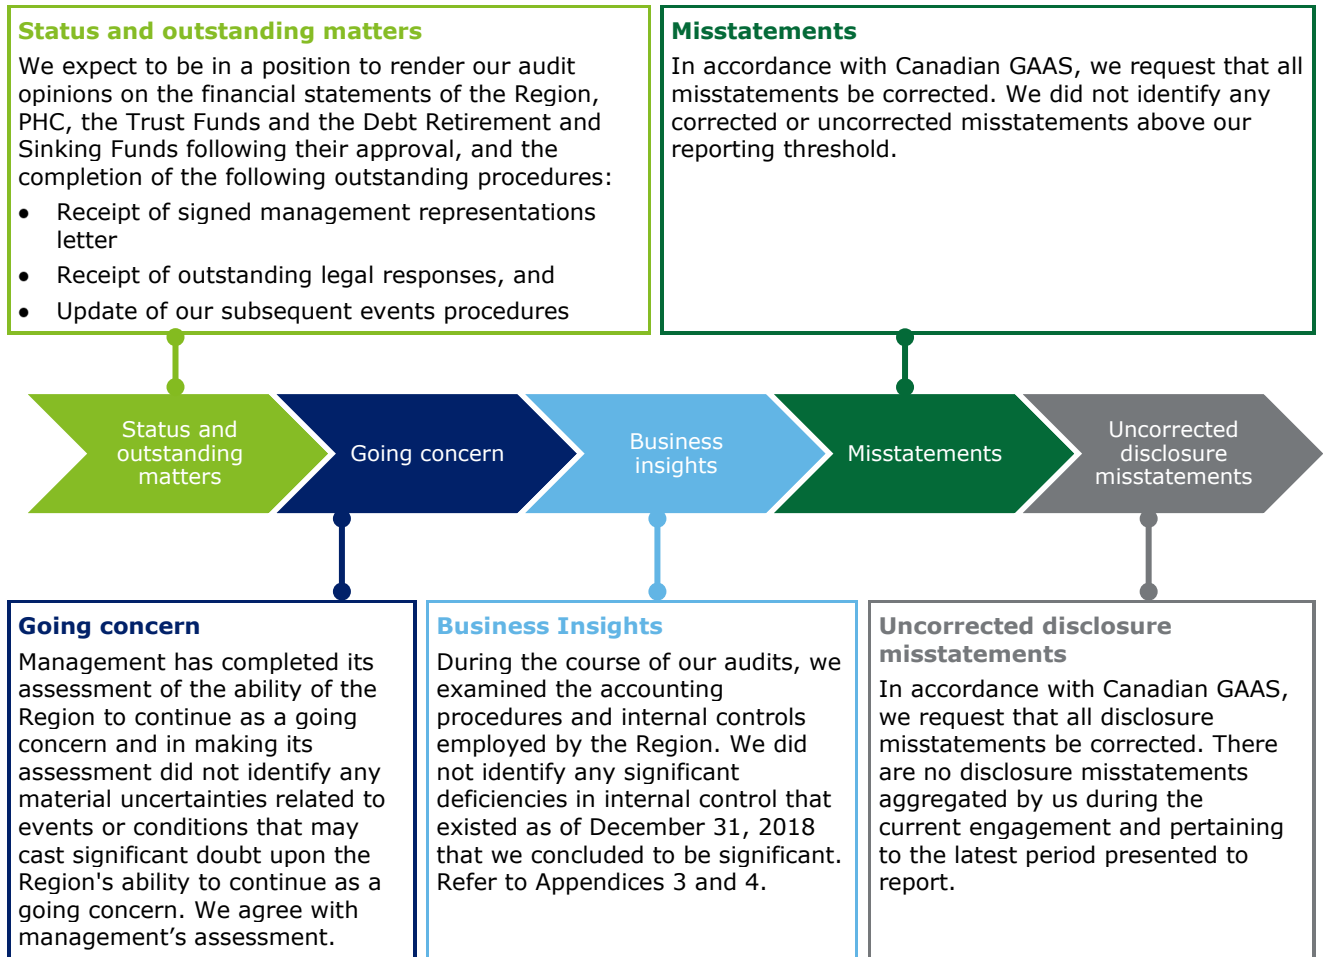 Status and outstanding matters
We expect to be in a position to render our audit
opinions on the financial statements of the Region,
PHC, the Trust Funds and the Debt Retirement and
Sinking Funds following their approval, and the
completion of the following outstanding procedures:
• Receipt of signed management representations
letter
• Receipt of outstanding legal responses, and
• Update of our subsequent events procedures
Misstatements
In accordance with Canadian GAAS, we request that all
misstatements be corrected. We did not identify any
corrected or uncorrected misstatements above our
reporting threshold.
Status and
outstanding
matters
Going concern
Business
insights
Misstatements
Uncorrected
disclosure
misstatements
Going concern
Management has completed its
assessment of the ability of the
Region to continue as a going
concern and in making its
assessment did not identify any
material uncertainties related to
events or conditions that may
cast significant doubt upon the
Region's ability to continue as a
going concern. We agree with
management’s assessment.
Business Insights
During the course of our audits, we
examined the accounting
procedures and internal controls
employed by the Region. We did
not identify any significant
deficiencies in internal control that
existed as of December 31, 2018
that we concluded to be significant.
Refer to Appendices 3 and 4.
Uncorrected disclosure
misstatements
In accordance with Canadian GAAS,
we request that all disclosure
misstatements be corrected. There
are no disclosure misstatements
aggregated by us during the
current engagement and pertaining
to the latest period presented to
report.